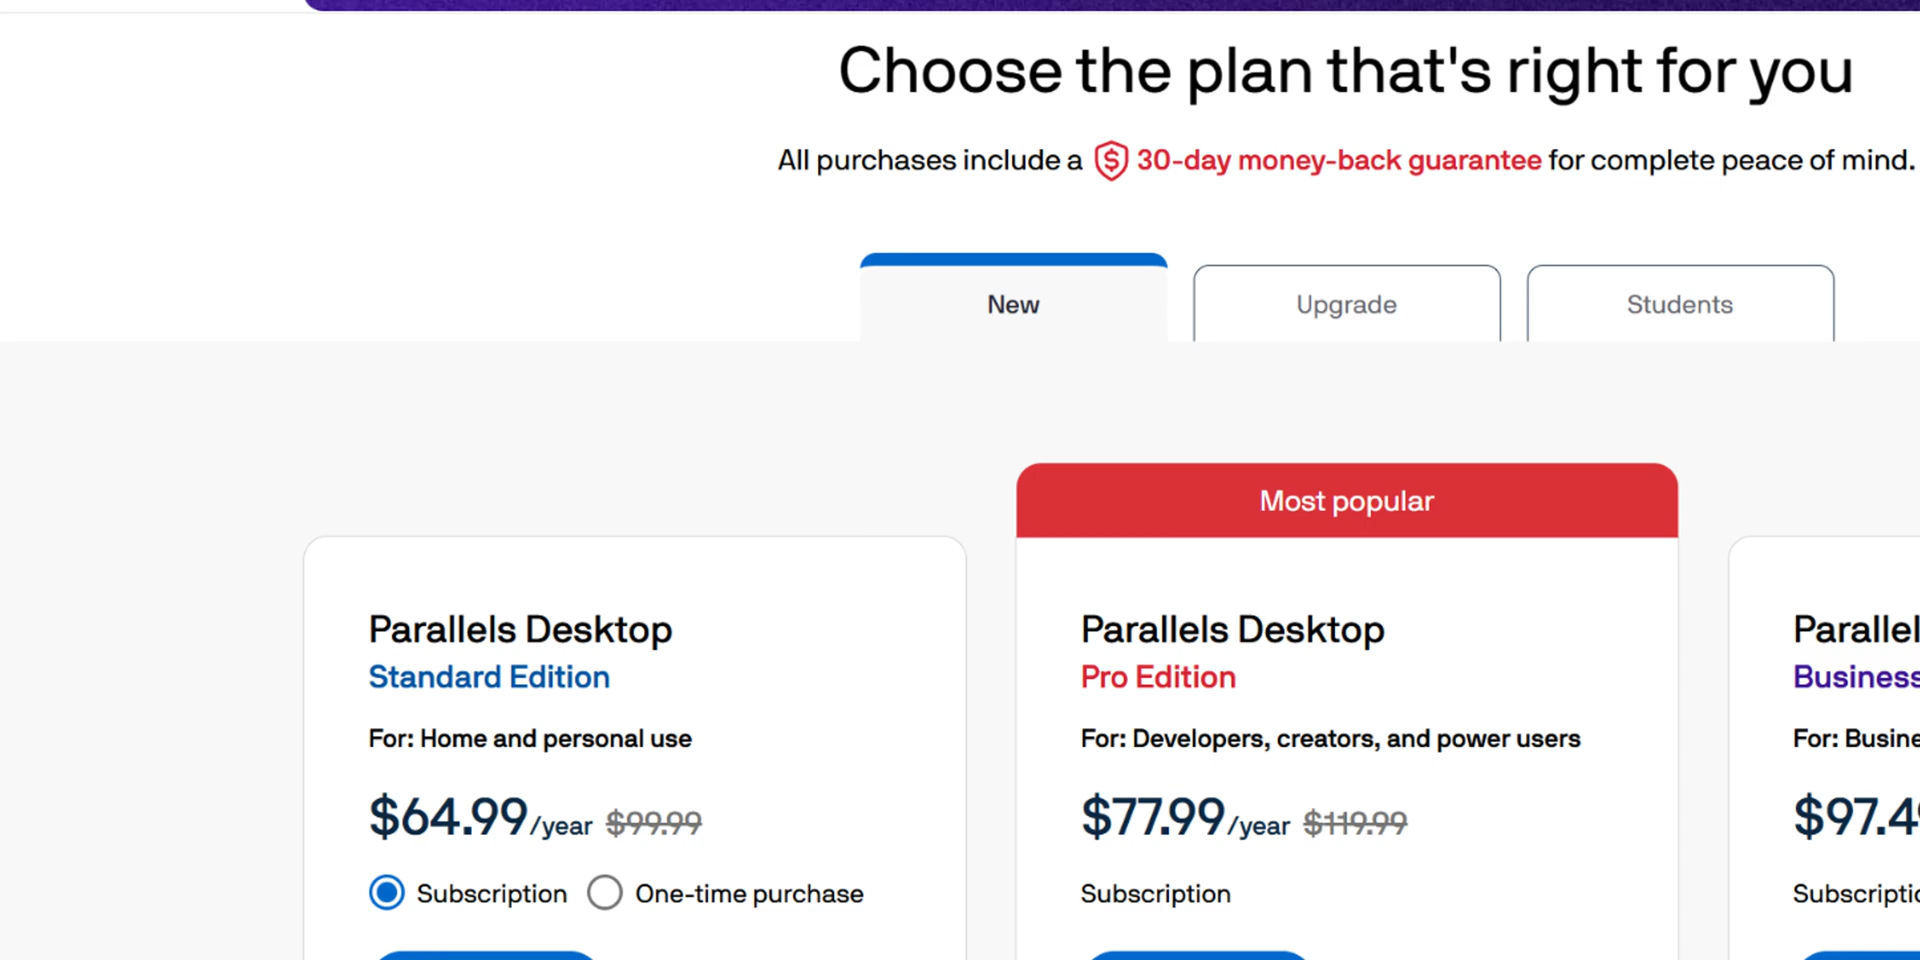 Choose the plan that's right for you
All purchases include a 30-day money-back guarantee for complete peace of mind.
New
Upgrade
Students
Most popular
Parallels Desktop
Standard Edition
For: Home and personal use
$64.99/year $99.99
Subscription
One-time purchase
Parallels Desktop
Pro Edition
For: Developers, creators, and power users
$77.99/year $119.99
Subscription
Business
For: